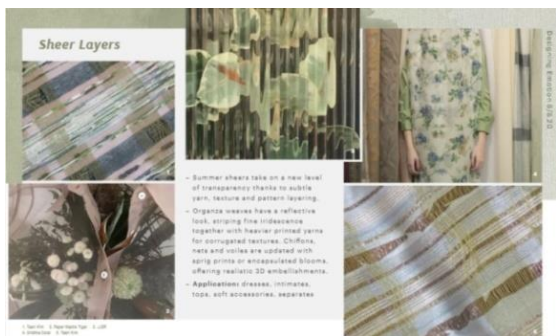 Sheer Layers
– Summer sheers take on a new level
of transparency thanks to subtle
yarn, texture and pattern layering.
– Organza weaves have a reflective
look, striping fine iridescence
together with heavier printed yarns
for corrugated textures. Chiffons,
nets and voiles are updated with
sprig prints or encapsulated blooms,
offering realistic 3D embellishments.
– Application: dresses, intimates,
tops, soft accessories, separates
Designing Emotion